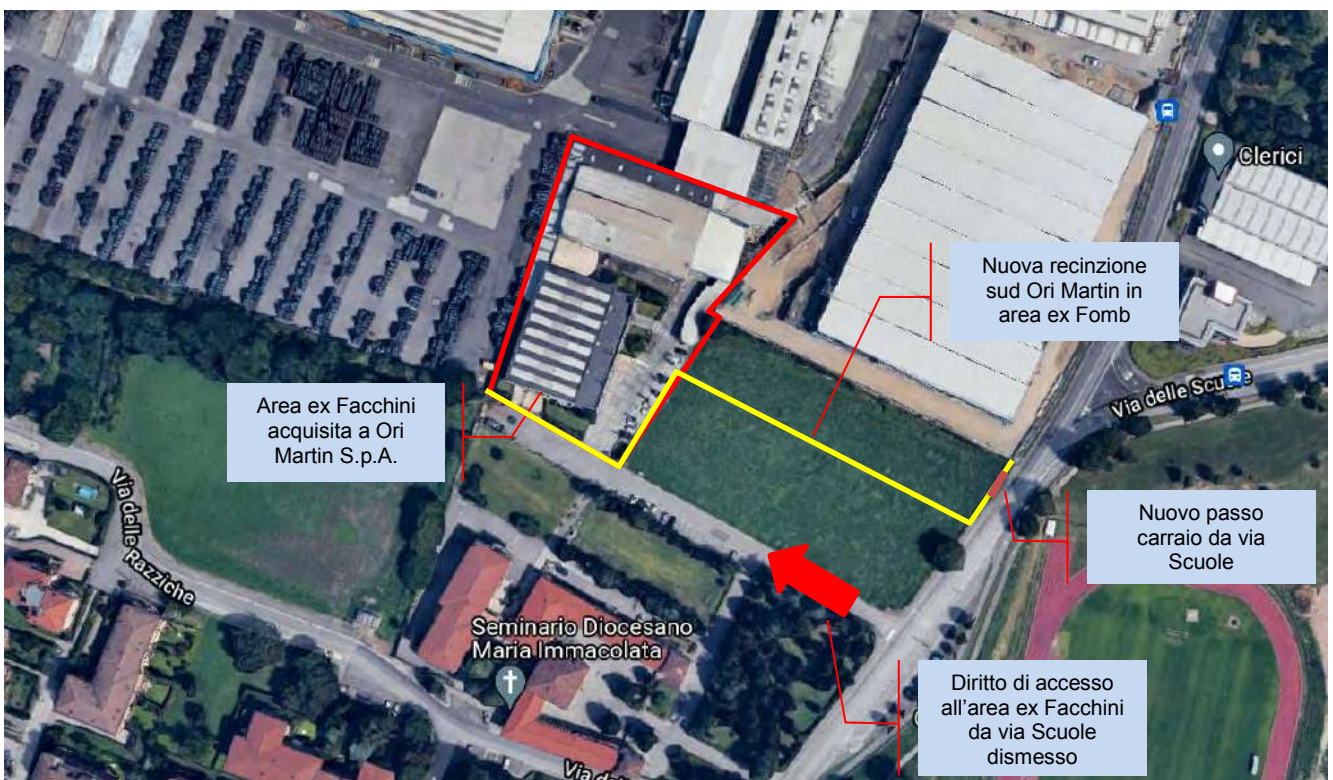 Clerici
Nuova recinzione
sud Ori Martin in
area ex Fomb
Via delle Scuole
Area ex Facchini
acquisita a Ori
Martin S.p.A.
Via delle Razziche
Nuovo passo
carraio da via
Scuole
Seminario Diocesano
Maria Immacolata
Diritto di accesso
all'area ex Facchini
da via Scuole
dismesso